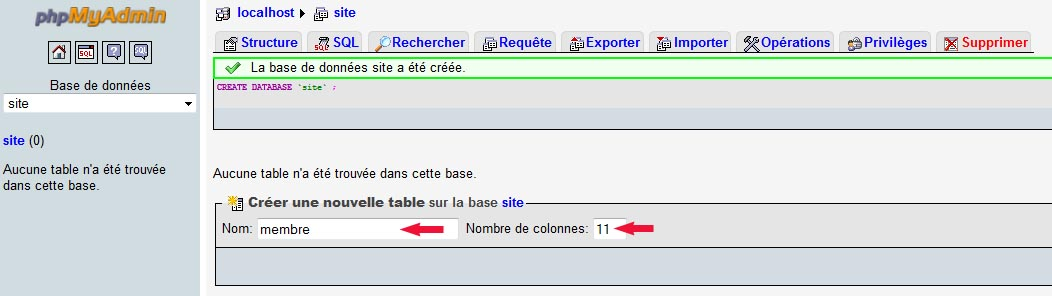 phpMyAdmin
localhost site
Structure SQL Rechercher Requête Exporter Importer Opérations Privilèges Supprimer
SQL
Base de données
site
La base de données site a été créée.
CREATE DATABASE `site` ;
site (0)
Aucune table n'a été trouvée
dans cette base.
Aucune table n'a été trouvée dans cette base.
Créer une nouvelle table sur la base site
Nom: membre Nombre de colonnes: 11